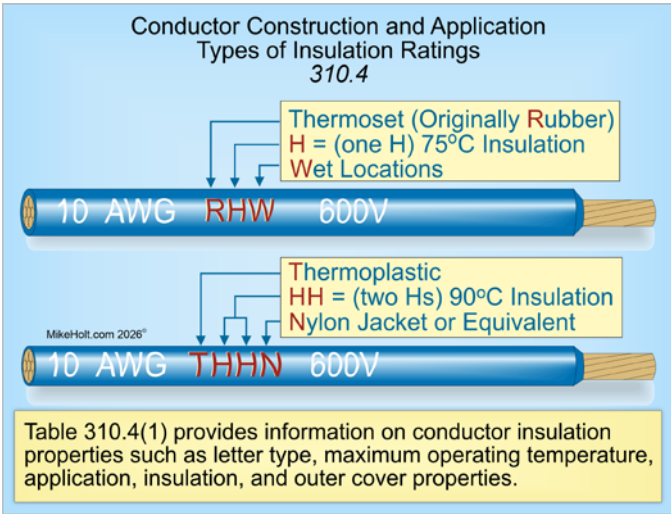 Conductor Construction and Application
Types of Insulation Ratings
310.4
Thermoset (Originally Rubber)
H = (one H) 75ºC Insulation
Wet Locations
10 AWG RHW 600V
Thermoplastic
HH = (two Hs) 90ºC Insulation
Nylon Jacket or Equivalent
MikeHolt.com 2026©
10 AWG THHN 600V
Table 310.4(1) provides information on conductor insulation
properties such as letter type, maximum operating temperature,
application, insulation, and outer cover properties.